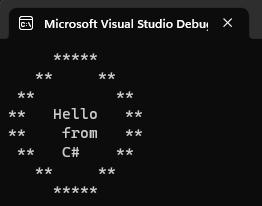 Microsoft Visual Studio Debug
     *****
   **     **
 **         **
**   Hello   **
**    from   **
 **   C#    **
   **     **
     *****